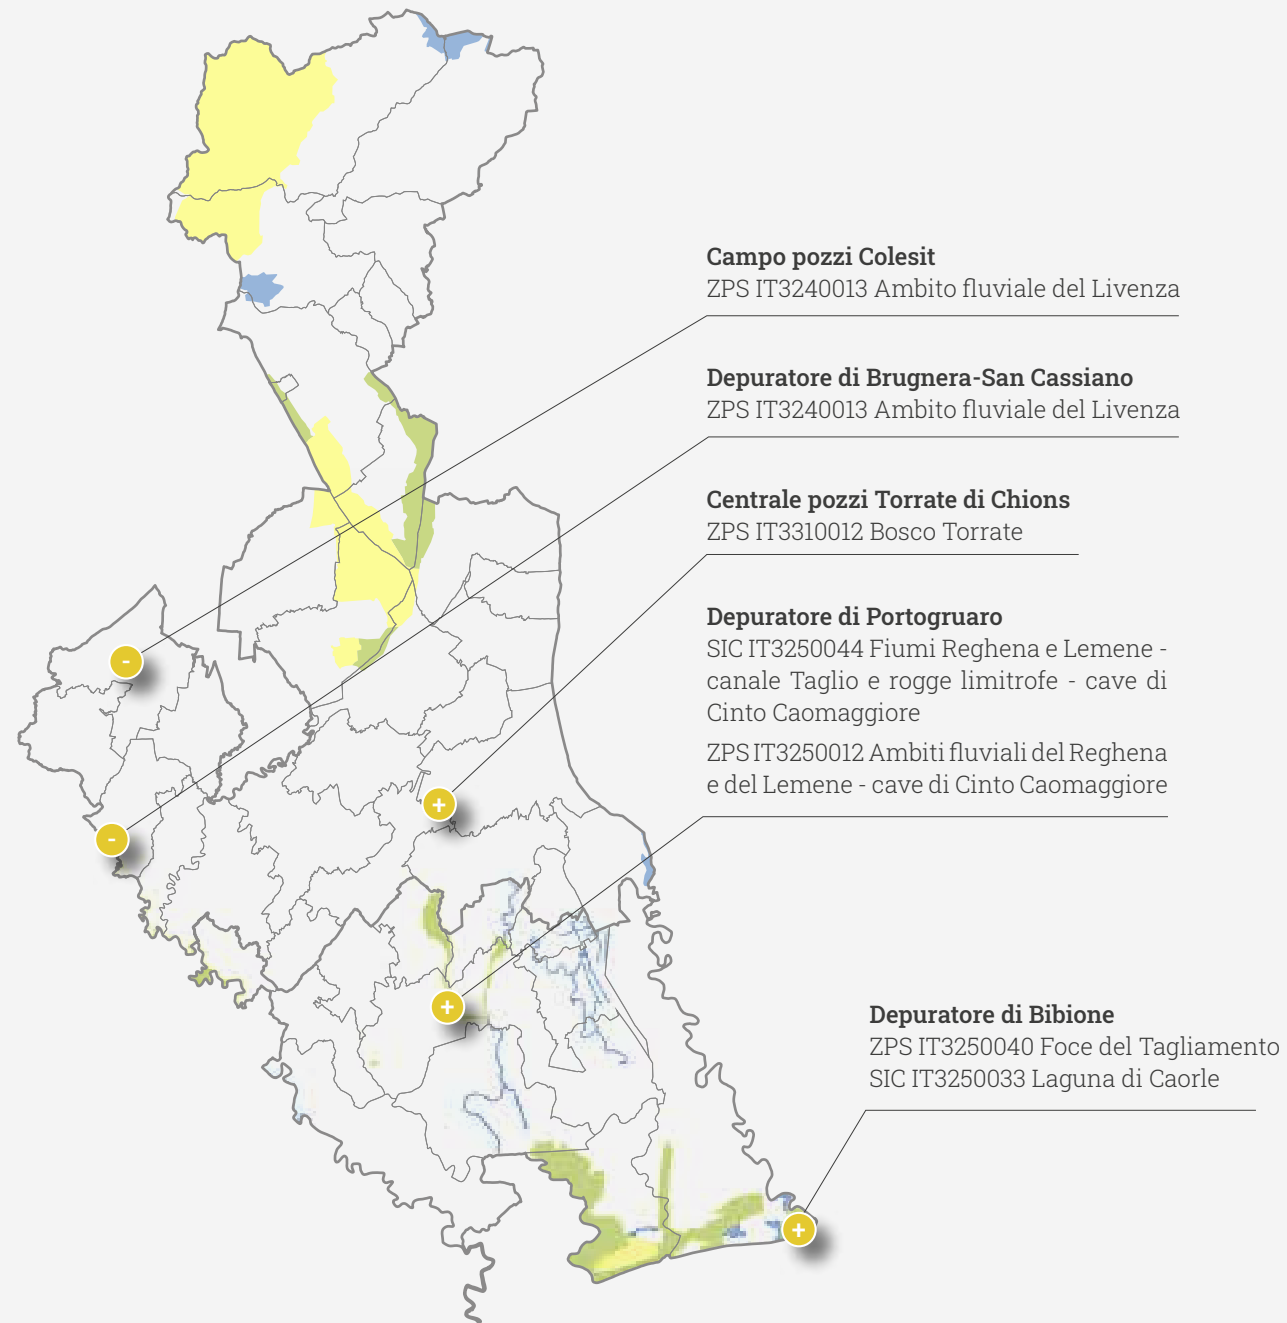 Campo pozzi Colesit
ZPS IT3240013 Ambito fluviale del Livenza
Depuratore di Brugnera-San Cassiano
ZPS IT3240013 Ambito fluviale del Livenza
Centrale pozzi Torrate di Chions
ZPS IT3310012 Bosco Torrate
Depuratore di Portogruaro
SIC IT3250044 Fiumi Reghena e Lemene -
canale Taglio e rogge limitrofe - cave di
Cinto Caomaggiore
ZPS IT3250012 Ambiti fluviali del Reghena
e del Lemene - cave di Cinto Caomaggiore
Depuratore di Bibione
ZPS IT3250040 Foce del Tagliamento
SIC IT3250033 Laguna di Caorle
-
+
-
+
+